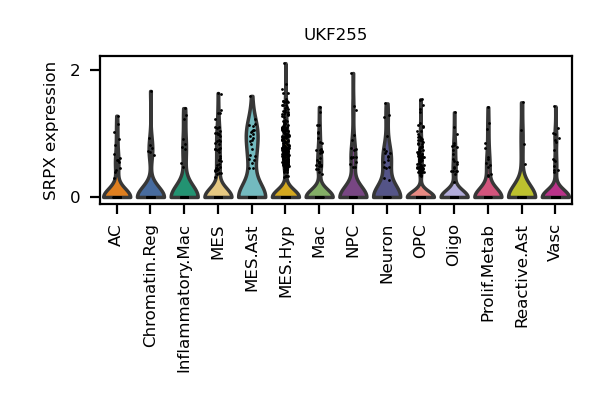 UKF255
SRPX expression
2
0
AC
Chromatin.Reg
Inflammatory.Mac
MES
MES.Ast
MES.Hyp
Mac
NPC
Neuron
OPC
Oligo
Prolif.Metab
Reactive.Ast
Vasc